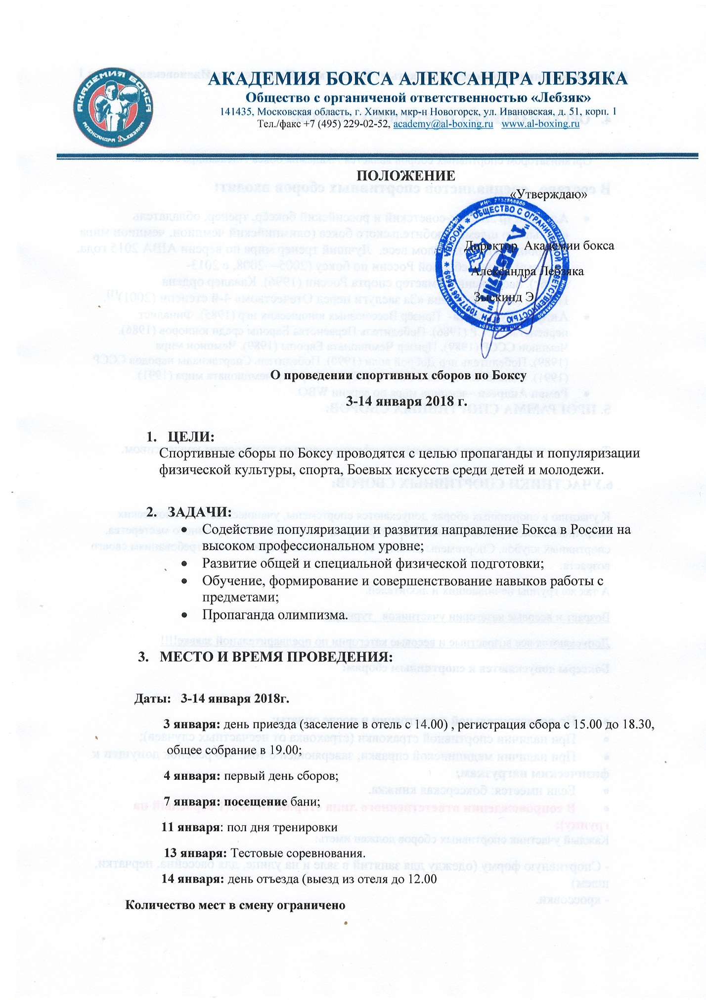 АКАДЕМИЯ БОКСА
АЛЕКСАНДРА ЛЕБЗЯКА
АКАДЕМИЯ БОКСА АЛЕКСАНДРА ЛЕБЗЯКА
Общество с органиченой ответственностью «Лебзяк»
141435, Московская область, г. Химки, мкр-н Новогорск, ул. Ивановская, д. 51, корп. 1
Тел./факс +7 (495) 229-02-52, academy@al-boxing.ru www.al-boxing.ru
ПОЛОЖЕНИЕ
«Утверждаю»
ОБЩЕСТВО С ОГРАНИЧЕННОЙ ОТВЕТСТВЕННОСТЬЮ
МОСКВА
"ЛЕБЗЯК"
Директор Академии бокса
Александра Лебзяка
Зыскинд Э.
О проведении спортивных сборов по Боксу
3-14 января 2018 г.
1. ЦЕЛИ:
Спортивные сборы по Боксу проводятся с целью пропаганды и популяризации
физической культуры, спорта, Боевых искусств среди детей и молодежи.
2. ЗАДАЧИ:
• Содействие популяризации и развития направление Бокса в России на
высоком профессиональном уровне;
• Развитие общей и специальной физической подготовки;
• Обучение, формирование и совершенствование навыков работы с
предметами;
• Пропаганда олимпизма.
3. МЕСТО И ВРЕМЯ ПРОВЕДЕНИЯ:
Даты: 3-14 января 2018г.
3 января: день приезда (заселение в отель с 14.00) , регистрация сбора с 15.00 до 18.30,
общее собрание в 19.00;
4 января: первый день сборов;
7 января: посещение бани;
11 января: пол дня тренировки
13 января: Тестовые соревнования.
14 января: день отъезда (выезд из отеля до 12.00
Количество мест в смену ограничено